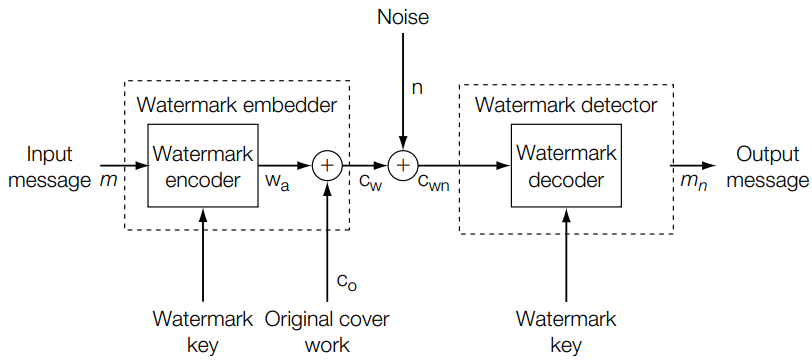 Noise
n
Watermark embedder
Watermark detector
Input
message m
Watermark
encoder
wa
+
cw
+
cwn
Watermark
decoder
mn
Output
message
co
Watermark
key
Original cover
work
Watermark
key